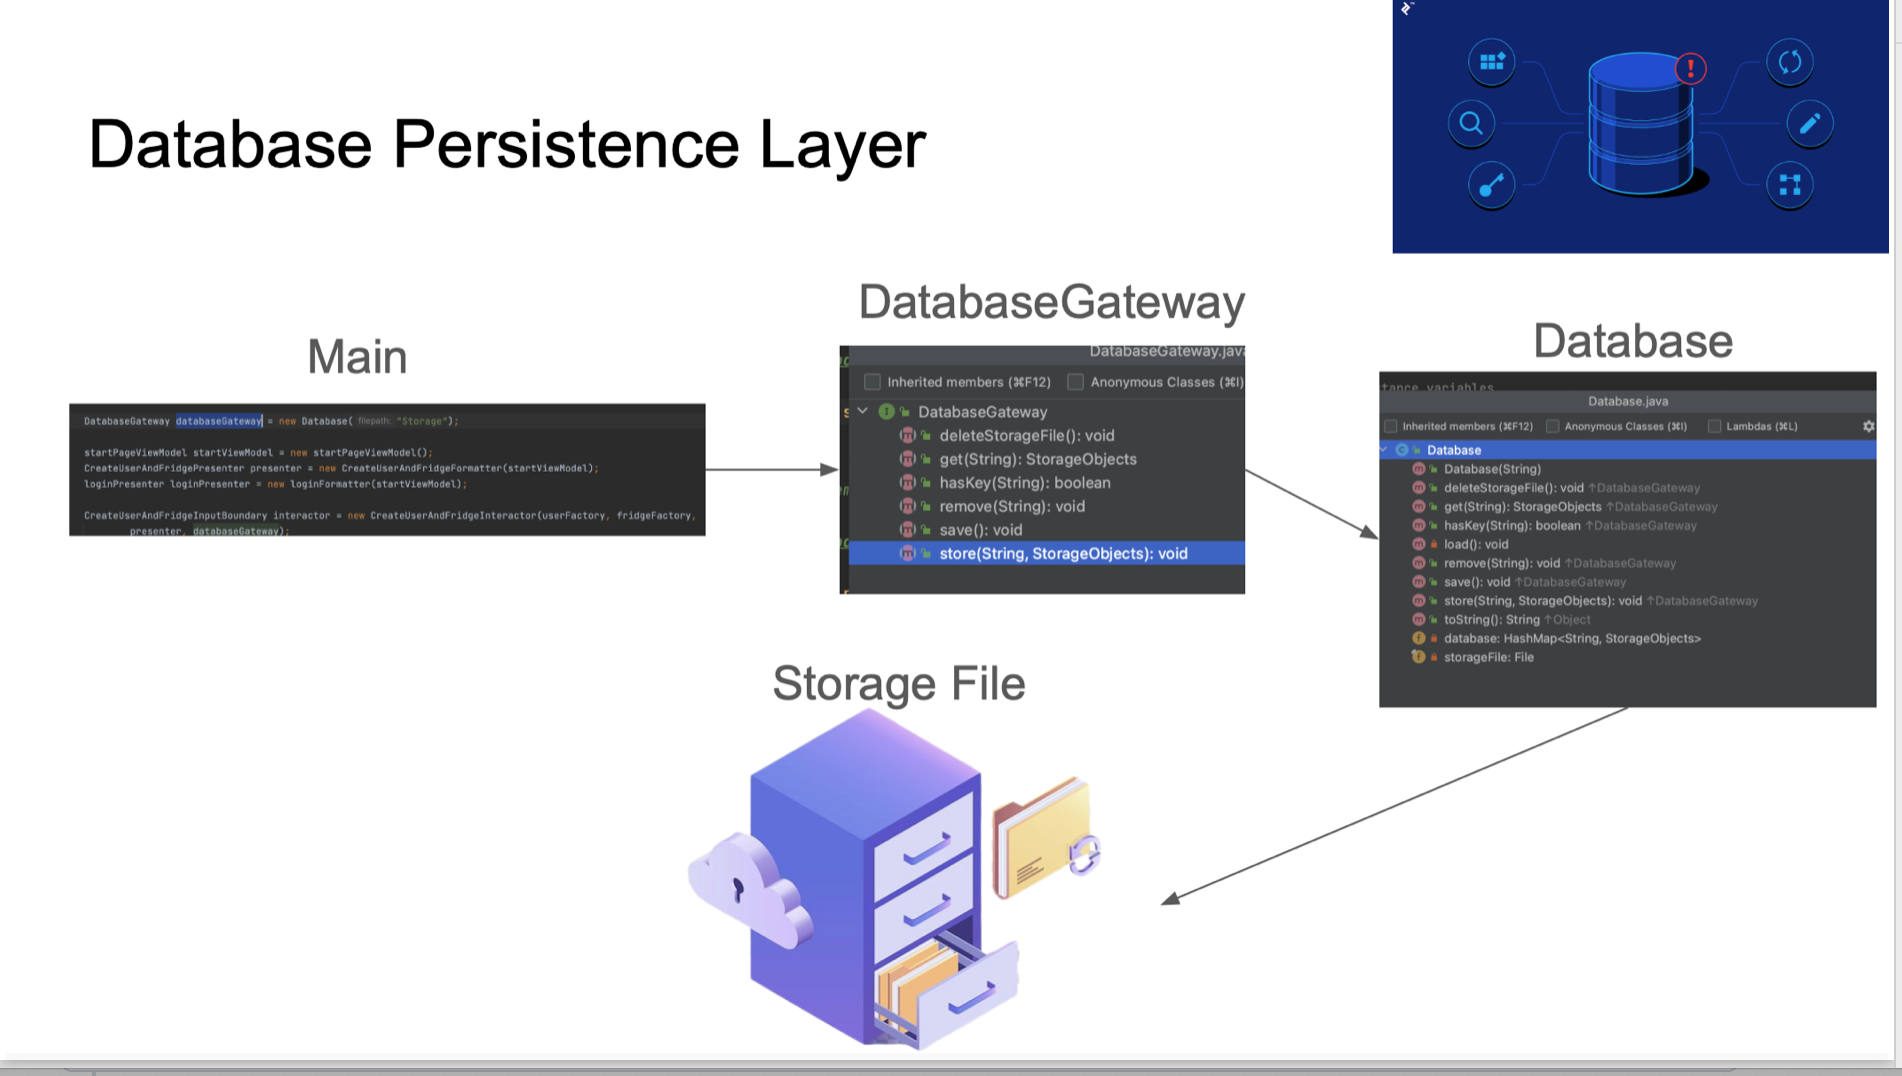 Database Persistence Layer
Main
DatabaseGateway databaseGateway = new Database( filepath: "Storage");
startPageViewModel startViewModel = new startPageViewModel();
CreateUserAndFridgePresenter presenter = new CreateUserAndFridgeFormatter(startViewModel);
loginPresenter loginPresenter = new loginFormatter(startViewModel);
CreateUserAndFridgeInputBoundary interactor = new CreateUserAndFridgeInteractor(userFactory, fridgeFactory,
presenter, databaseGateway);
DatabaseGateway
DatabaseGateway.java
Inherited members (⌘F12) Anonymous Classes (⌘I)
DatabaseGateway
deleteStorageFile(): void
get(String): StorageObjects
hasKey(String): boolean
remove(String): void
save(): void
store(String, StorageObjects): void
Database
tance variables
Database.java
Inherited members (⌘F12) Anonymous Classes (⌘I) Lambdas (⌘L)
Database
Database(String)
deleteStorageFile(): void ↑DatabaseGateway
get(String): StorageObjects ↑DatabaseGateway
hasKey(String): boolean ↑DatabaseGateway
load(): void
remove(String): void ↑DatabaseGateway
save(): void ↑DatabaseGateway
store(String, StorageObjects): void ↑DatabaseGateway
toString(): String ↑Object
database: HashMap<String, StorageObjects>
storageFile: File
Storage File